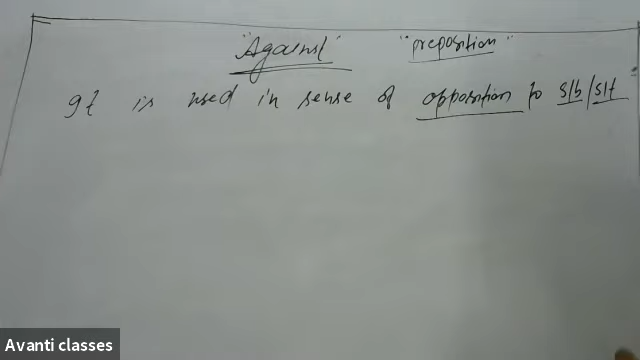 "Against" "preposition"
It is used in sense of opposition to s/b/s/t
Avanti classes